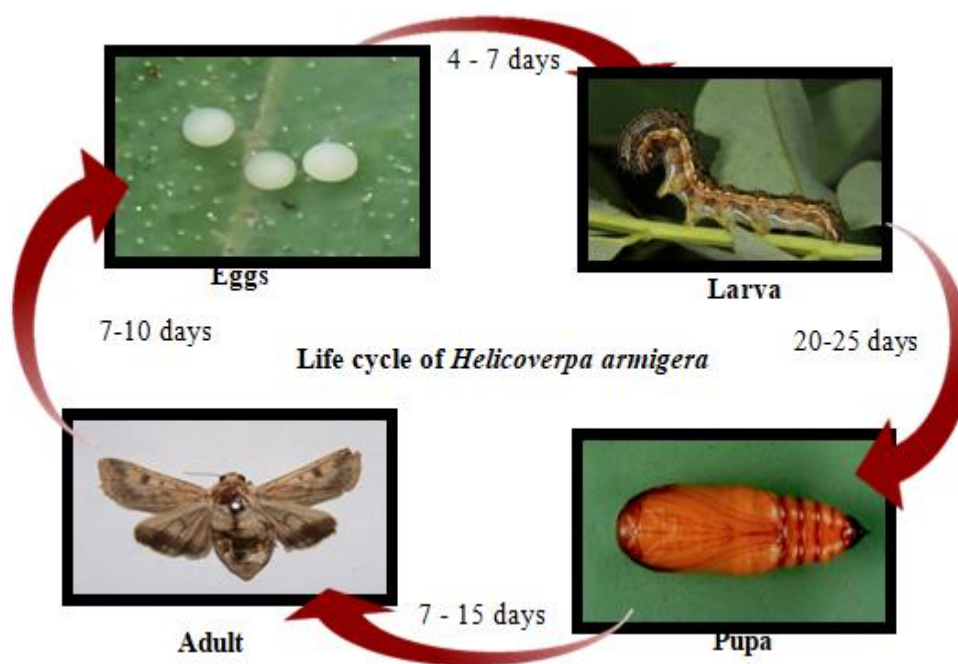 4 - 7 days
Eggs
Larva
7-10 days
20-25 days
Life cycle of Helicoverpa armigera
7 - 15 days
Adult
Pupa